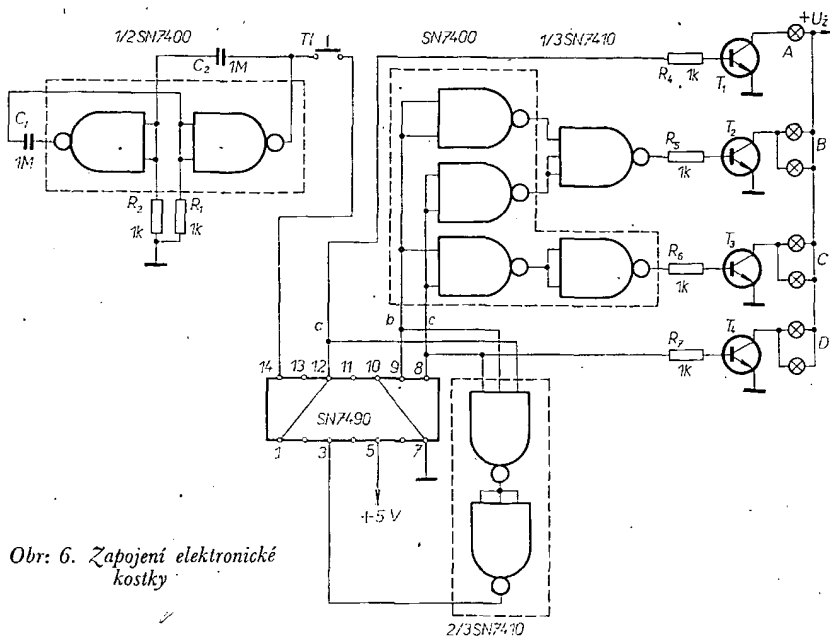 +Už
1/2SN7400
C2
1M
Tl
SN7400
1/3SN7410
A
R4
1k
T1
C1
1M
R5
1k
T2
B
R2
1k
R1
1k
R6
1k
T3
C
a
b
c
R7
1k
T4
D
14 13 12 11 10 9 8
SN7490
1 3 5 7
+5V
2/3SN7410
Obr: 6. Zapojení elektronické
kostky